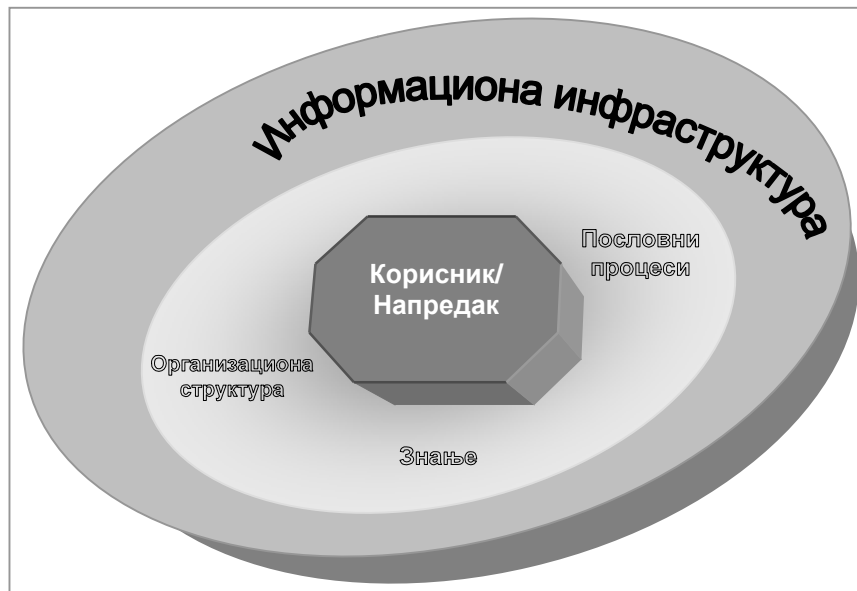 Информациона инфраструктура
Пословни
процеси
Корисник/
Напредак
Организациона
структура
Знање